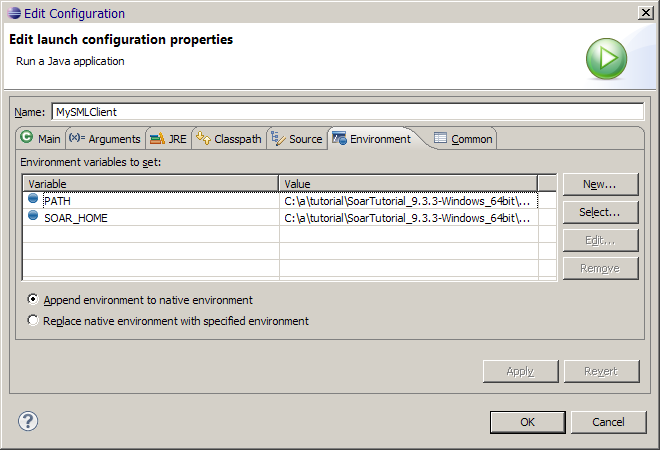 Edit Configuration
Edit launch configuration properties
Run a Java application
Name: MySMLClient
Main (x)= Arguments JRE Classpath Source Environment Common
Environment variables to set:
Variable Value
PATH C:\a\tutorial\SoarTutorial_9.3.3-Windows_64bit\...
SOAR_HOME C:\a\tutorial\SoarTutorial_9.3.3-Windows_64bit\...
New...
Select...
Edit...
Remove
Append environment to native environment
Replace native environment with specified environment
Apply Revert
? OK Cancel